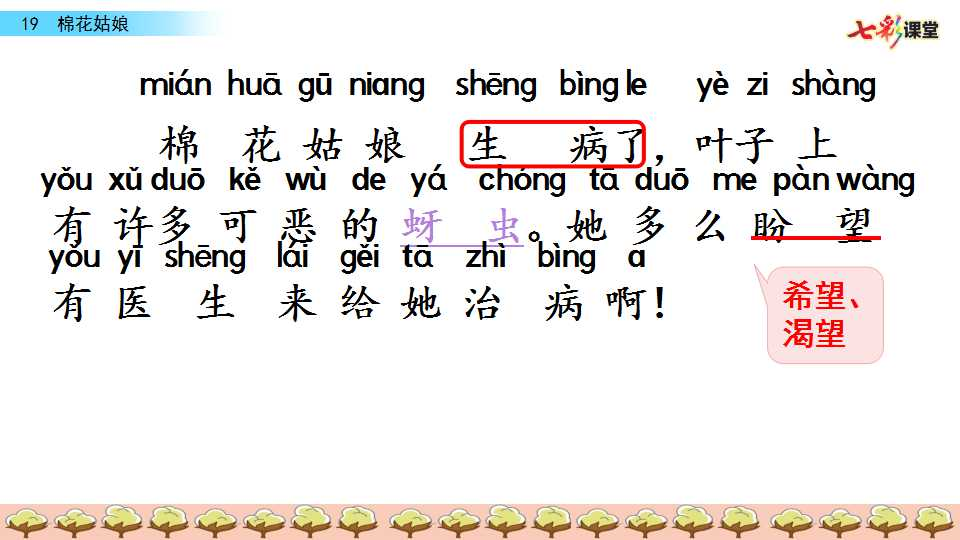 19 棉花姑娘
七彩课堂
mián huā gū niang shēng bìng le yè zi shàng
棉花姑娘生病了，叶子上
yǒu xǔ duō kě wù de yá chóng tā duō me pàn wàng
有许多可恶的蚜虫。她多么盼望
yǒu yī shēng lái gěi tā zhì bìng a
有医生来给她治病啊！
希望、
渴望